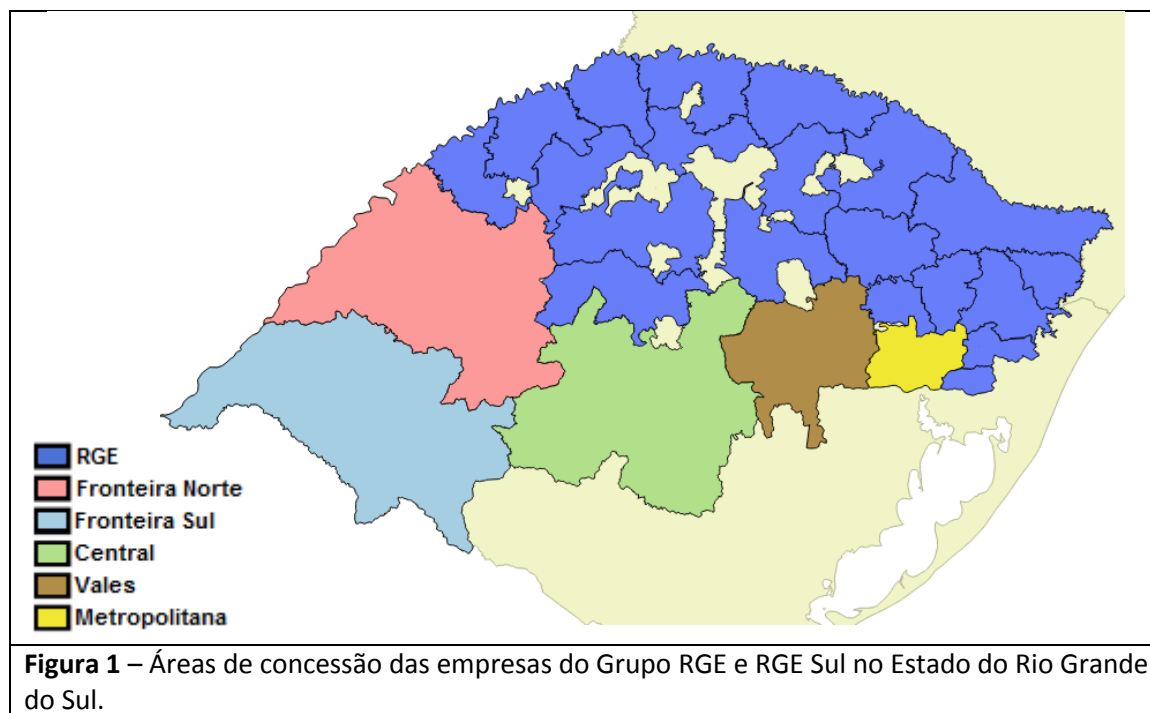 RGE
Fronteira Norte
Fronteira Sul
Central
Vales
Metropolitana
Figura 1 – Áreas de concessão das empresas do Grupo RGE e RGE Sul no Estado do Rio Grande
do Sul.